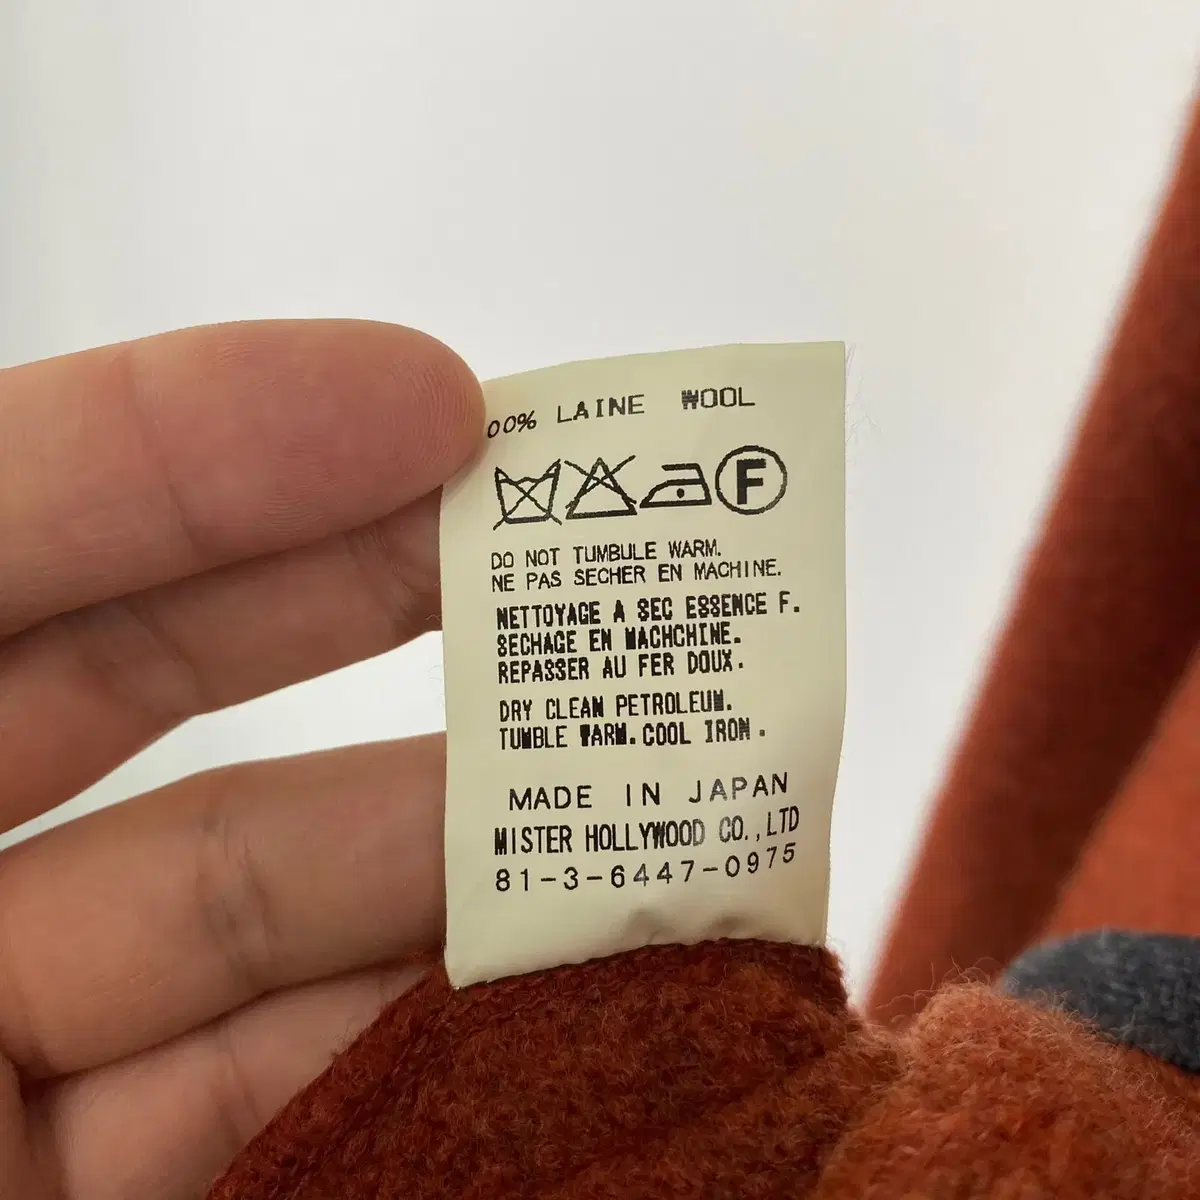 00% LAINE WOOL
F
DO NOT TUMBULE WARM.
NE PAS SECHER EN MACHINE.
NETTOYAGE A SEC ESSENCE F.
SECHAGE EN MACHCHINE.
REPASSER AU FER DOUX.
DRY CLEAN PETROLEUM.
TUMBLE WARM. COOL IRON.
MADE IN JAPAN
MISTER HOLLYWOOD CO.,LTD
81-3-6447-0975